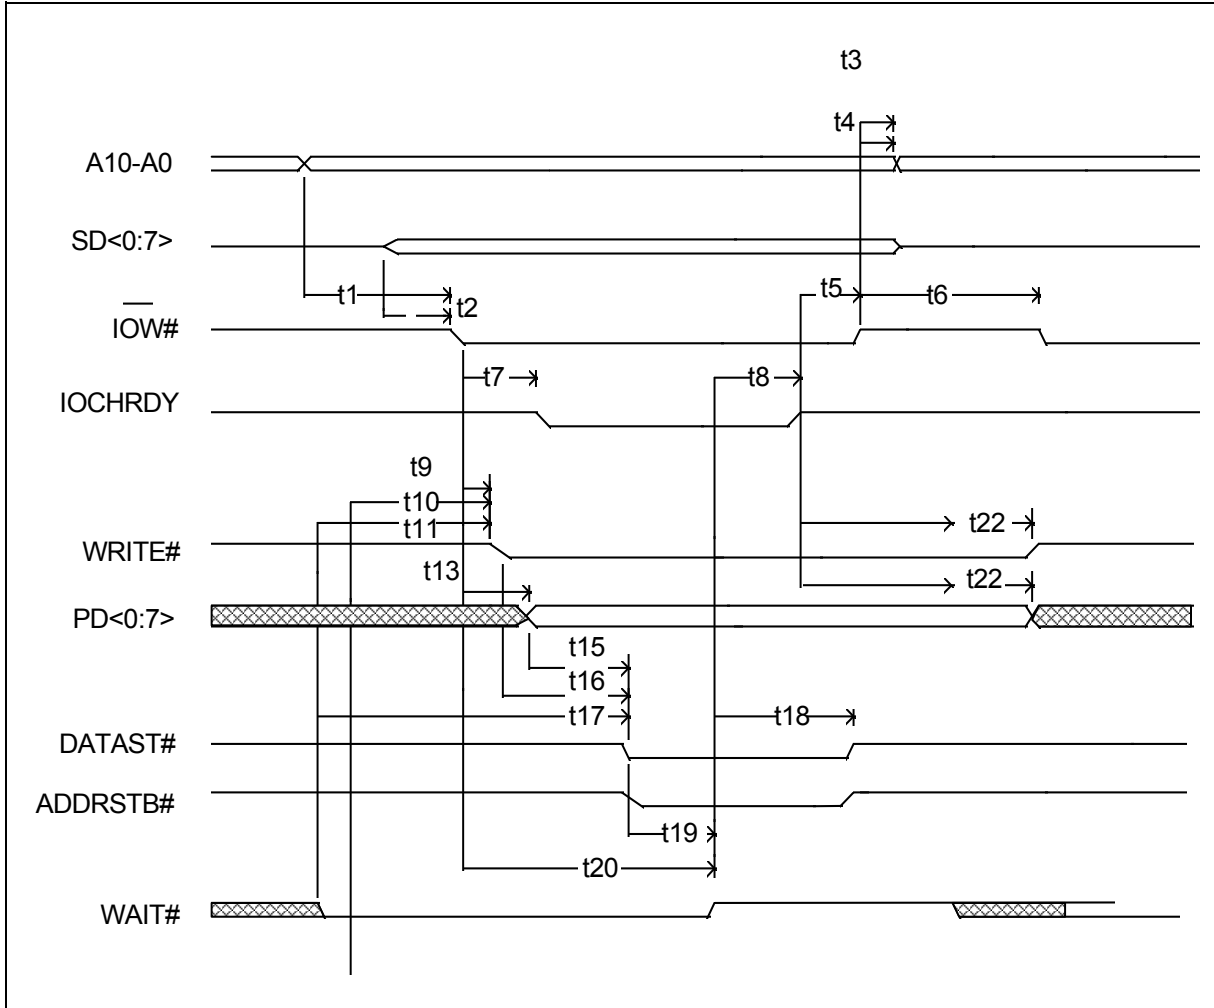 t3
t4
A10-A0
SD<0:7>
t1
t2
t5
t6
IOW#
t7
t8
IOCHRDY
t9
t10
t11
t22
WRITE#
t13
t22
PD<0:7>
t15
t16
t17
t18
DATAST#
ADDRSTB#
t19
t20
WAIT#